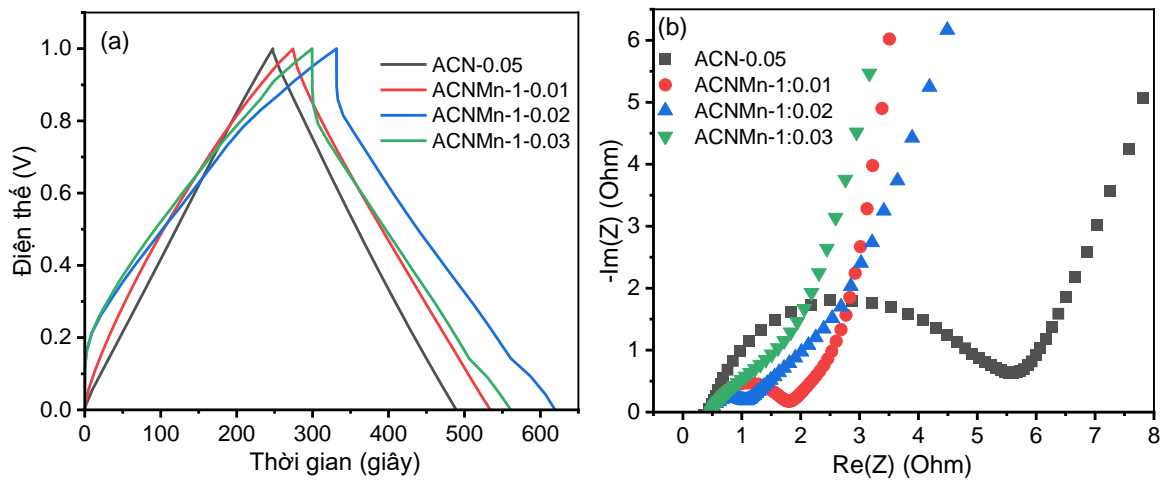 (a)
ACN-0.05
ACNMn-1-0.01
ACNMn-1-0.02
ACNMn-1-0.03
1.0
0.8
0.6
0.4
0.2
0.0
Điện thế (V)
0 100 200 300 400 500 600
Thời gian (giây)
(b)
ACN-0.05
ACNMn-1:0.01
ACNMn-1:0.02
ACNMn-1:0.03
6
5
4
3
2
1
0
-Im(Z) (Ohm)
0 1 2 3 4 5 6 7 8
Re(Z) (Ohm)